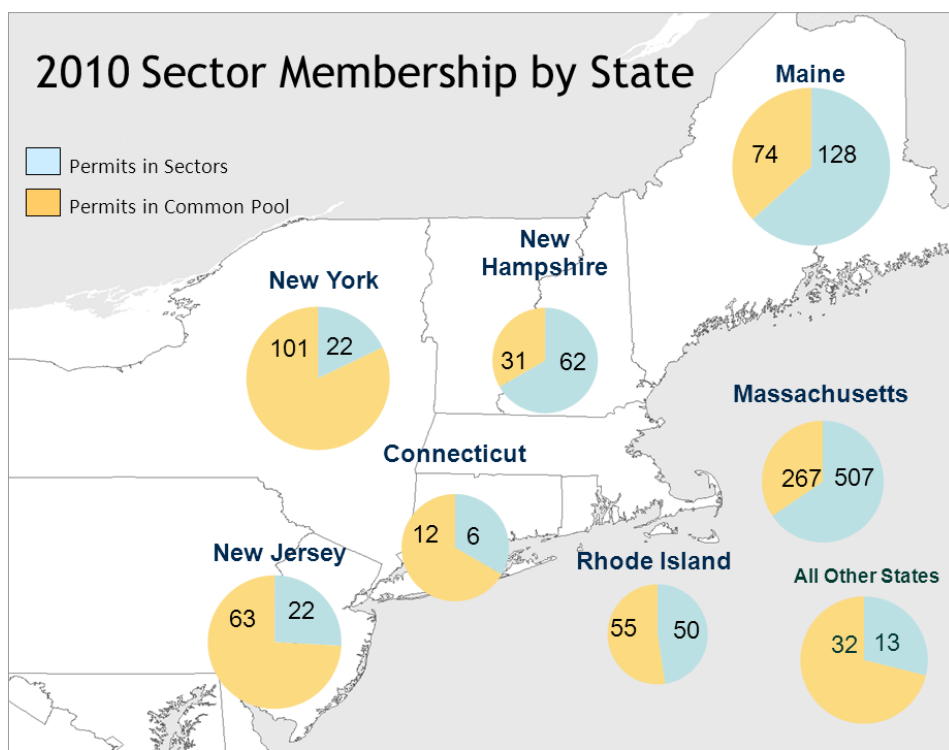 2010 Sector Membership by State
Permits in Sectors
Permits in Common Pool
Maine
74 128
New
Hampshire
31 62
New York
101 22
Massachusetts
267 507
Connecticut
12 6
New Jersey
63 22
Rhode Island
55 50
All Other States
32 13